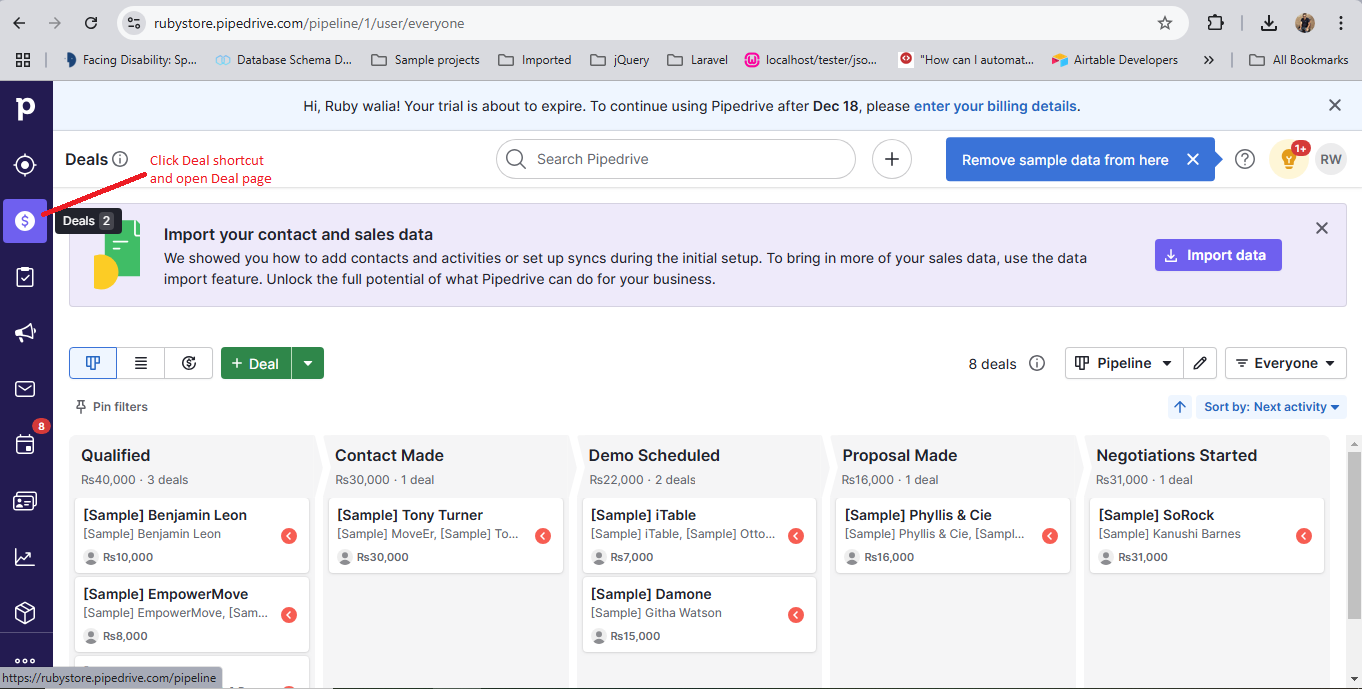 rubystore.pipedrive.com/pipeline/1/user/everyone
Facing Disability: Sp...
Database Schema D...
Sample projects
Imported
jQuery
Laravel
localhost/tester/jso...
"How can I automat...
Airtable Developers
All Bookmarks
Hi, Ruby walia! Your trial is about to expire. To continue using Pipedrive after Dec 18, please enter your billing details.
Deals
Click Deal shortcut
and open Deal page
Search Pipedrive
Remove sample data from here
1+
RW
Deals 2
Import your contact and sales data
We showed you how to add contacts and activities or set up syncs during the initial setup. To bring in more of your sales data, use the data
import feature. Unlock the full potential of what Pipedrive can do for your business.
Import data
+ Deal
8 deals
Pipeline
Everyone
Pin filters
Sort by: Next activity
8
Qualified
₨40,000 · 3 deals
[Sample] Benjamin Leon
[Sample] Benjamin Leon
₨10,000
[Sample] EmpowerMove
[Sample] EmpowerMove, [Sam...
₨8,000
Contact Made
₨30,000 · 1 deal
[Sample] Tony Turner
[Sample] MoveEr, [Sample] To...
₨30,000
Demo Scheduled
₨22,000 · 2 deals
[Sample] iTable
[Sample] iTable, [Sample] Otto...
₨7,000
[Sample] Damone
[Sample] Githa Watson
₨15,000
Proposal Made
₨16,000 · 1 deal
[Sample] Phyllis & Cie
[Sample] Phyllis & Cie, [Sampl...
₨16,000
Negotiations Started
₨31,000 · 1 deal
[Sample] SoRock
[Sample] Kanushi Barnes
₨31,000
https://rubystore.pipedrive.com/pipeline